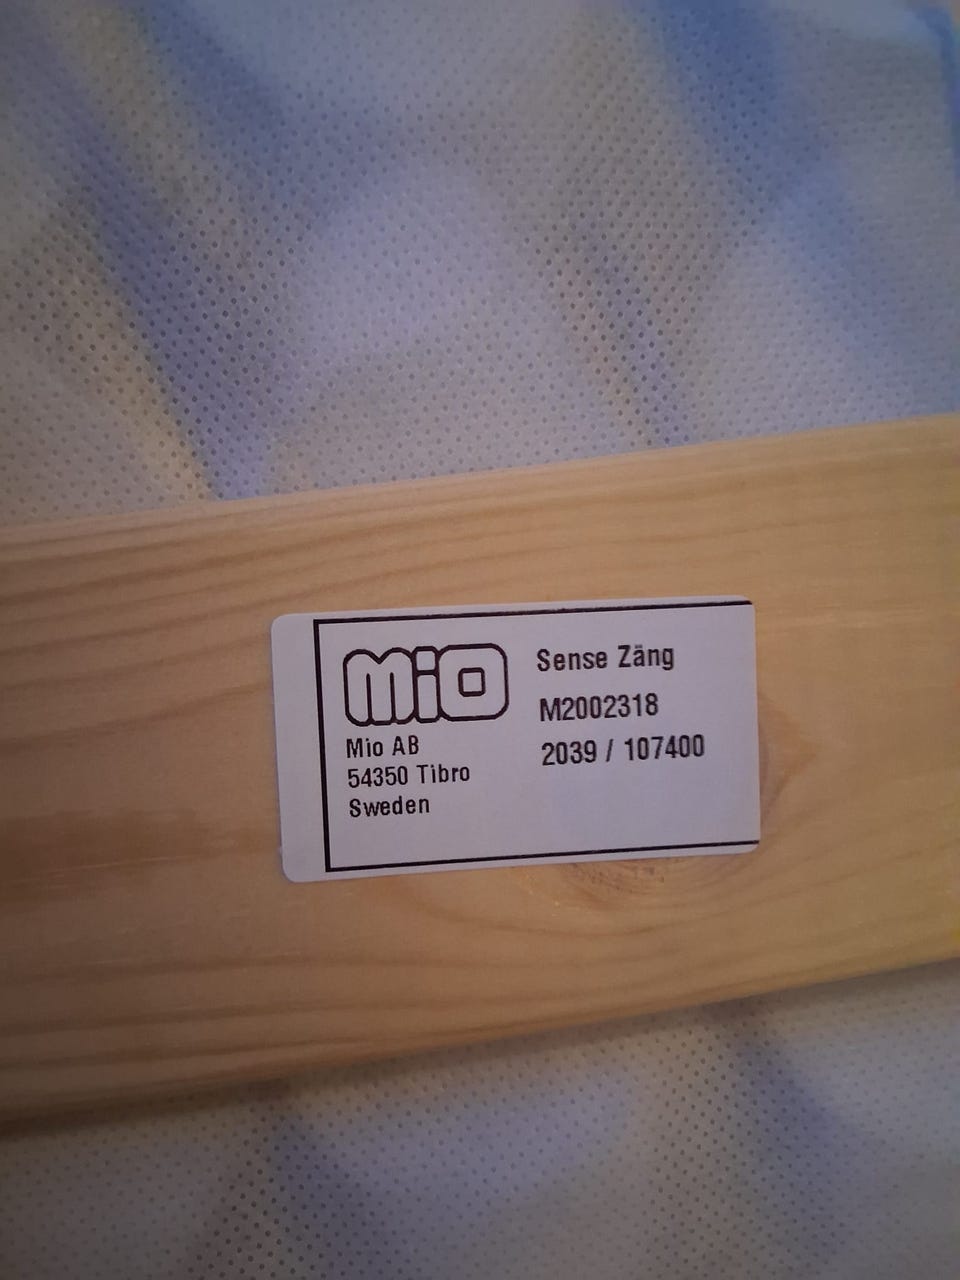 mio
Mio AB
54350 Tibro
Sweden
Sense Zäng
M2002318
2039 / 107400